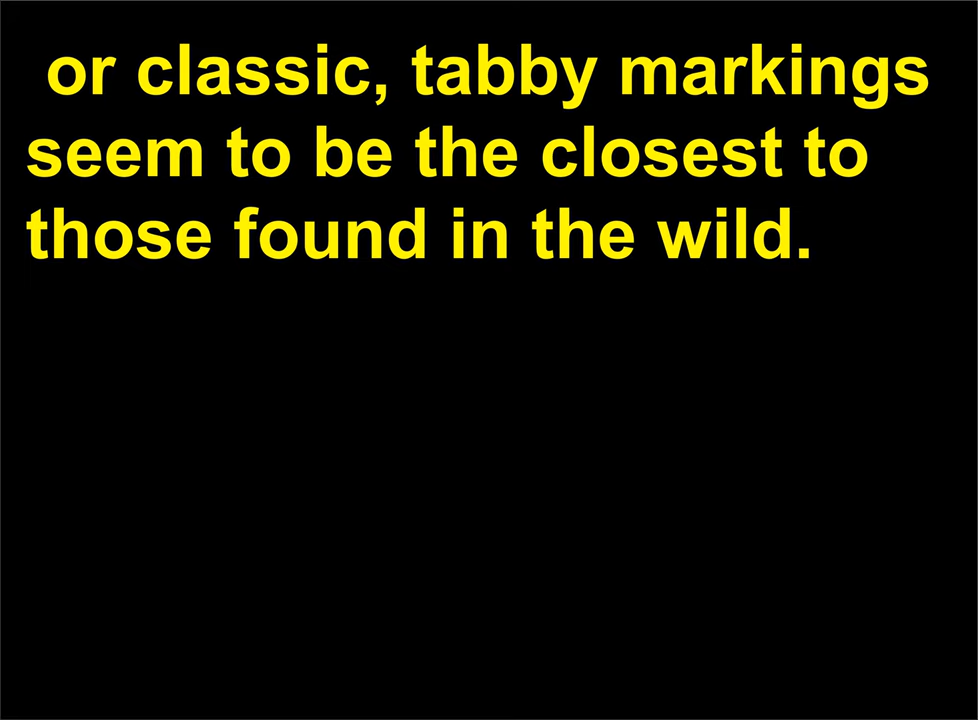 or classic, tabby markings
seem to be the closest to
those found in the wild.